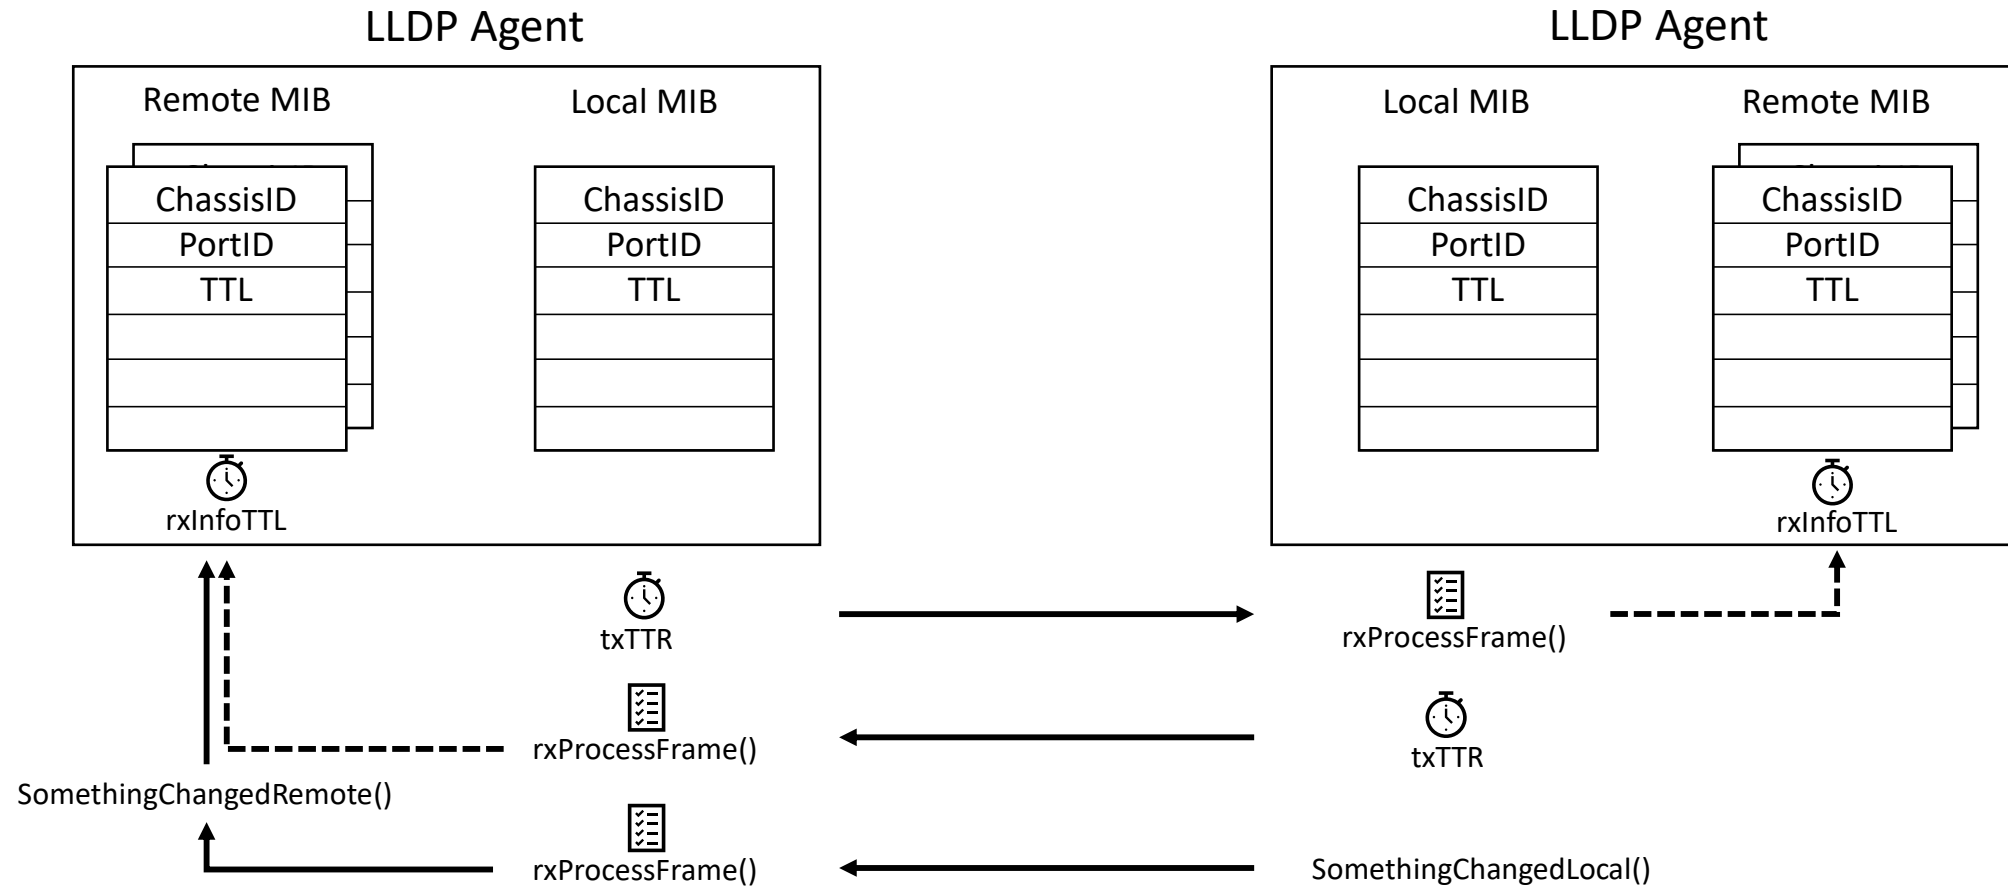 LLDP Agent
LLDP Agent
Remote MIB
Local MIB
Local MIB
Remote MIB
ChassisID
PortID
TTL
ChassisID
PortID
TTL
ChassisID
PortID
TTL
ChassisID
PortID
TTL
rxInfoTTL
rxInfoTTL
txTTR
rxProcessFrame()
rxProcessFrame()
txTTR
SomethingChangedRemote()
rxProcessFrame()
SomethingChangedLocal()